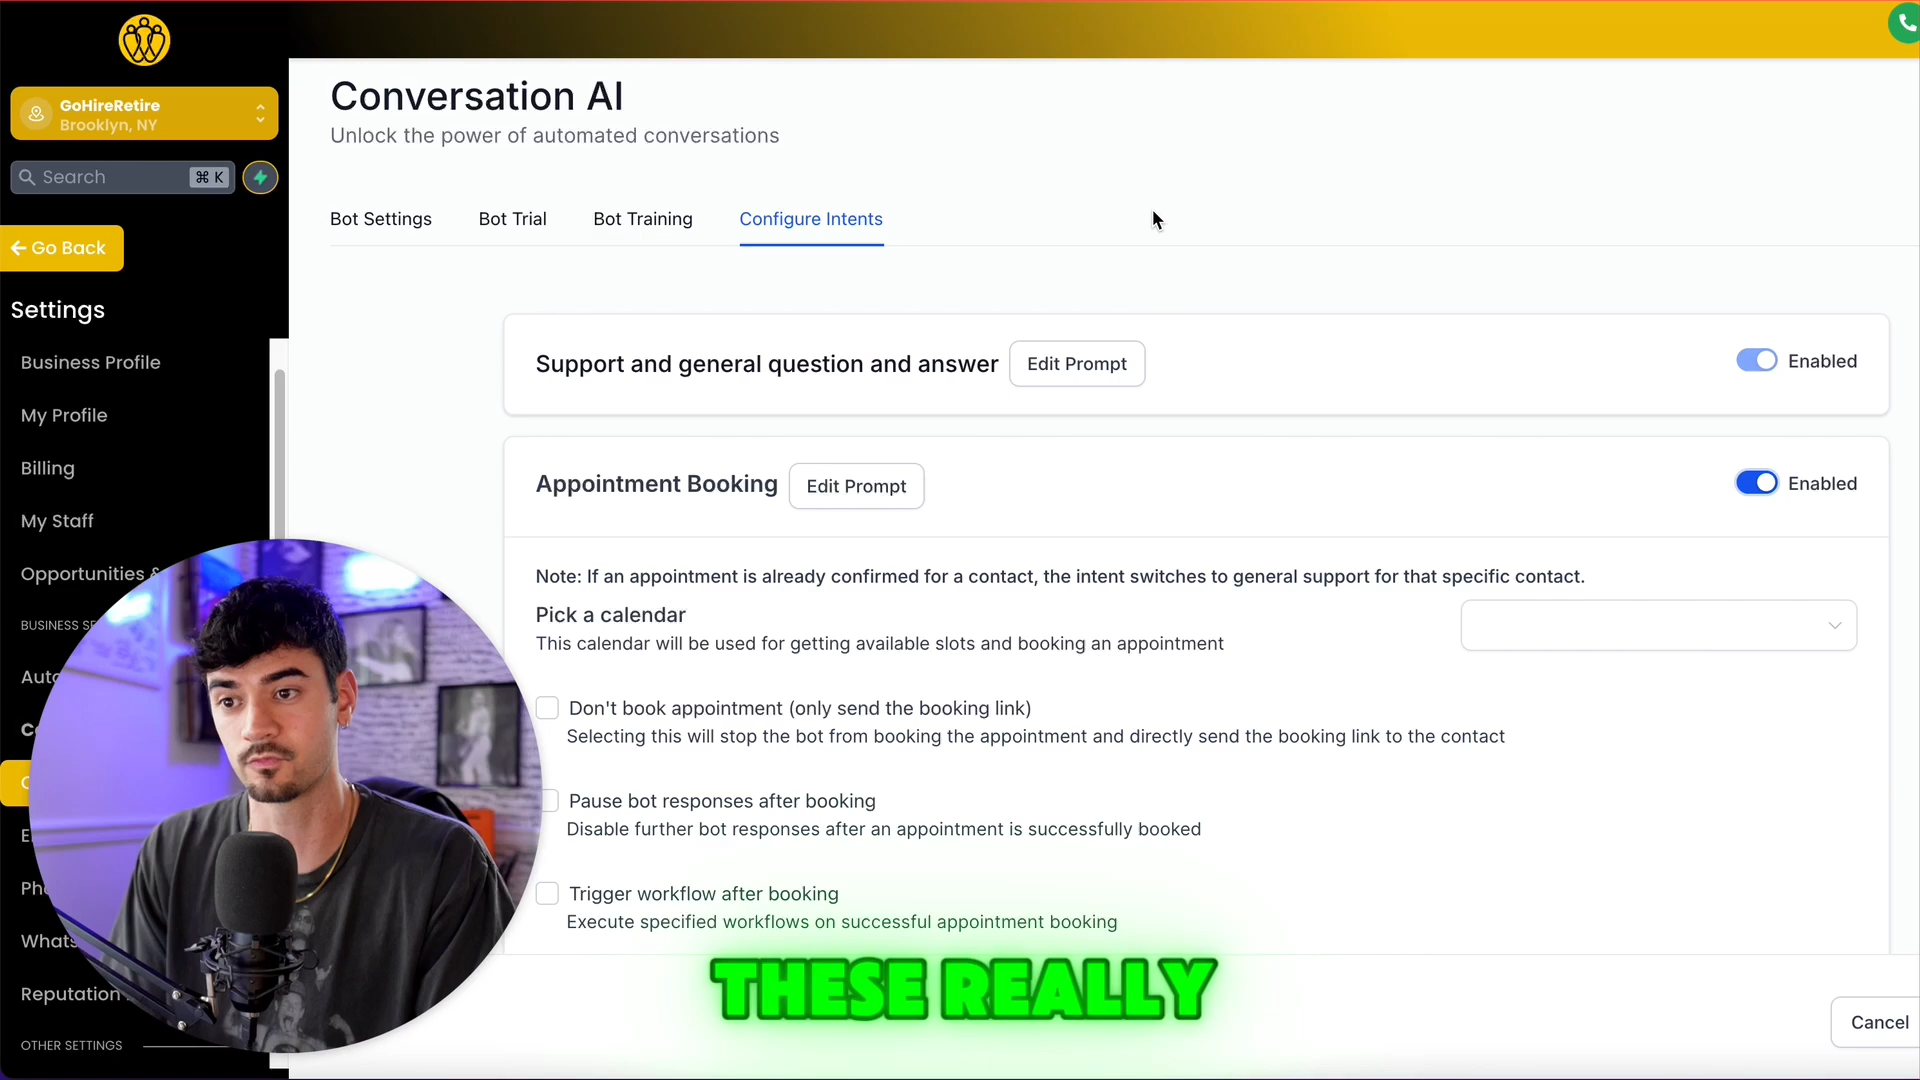 GoHireRetire
Brooklyn, NY
Search
⌘ K
Go Back
Settings
Business Profile
My Profile
Billing
My Staff
Opportunities &
BUSINESS SE
Auto
Phe
Whats
Reputation
OTHER SETTINGS
Conversation AI
Unlock the power of automated conversations
Bot Settings
Bot Trial
Bot Training
Configure Intents
Support and general question and answer
Edit Prompt
Enabled
Appointment Booking
Edit Prompt
Enabled
Note: If an appointment is already confirmed for a contact, the intent switches to general support for that specific contact.
Pick a calendar
This calendar will be used for getting available slots and booking an appointment
Don't book appointment (only send the booking link)
Selecting this will stop the bot from booking the appointment and directly send the booking link to the contact
Pause bot responses after booking
Disable further bot responses after an appointment is successfully booked
Trigger workflow after booking
Execute specified workflows on successful appointment booking
THESE REALLY
Cancel